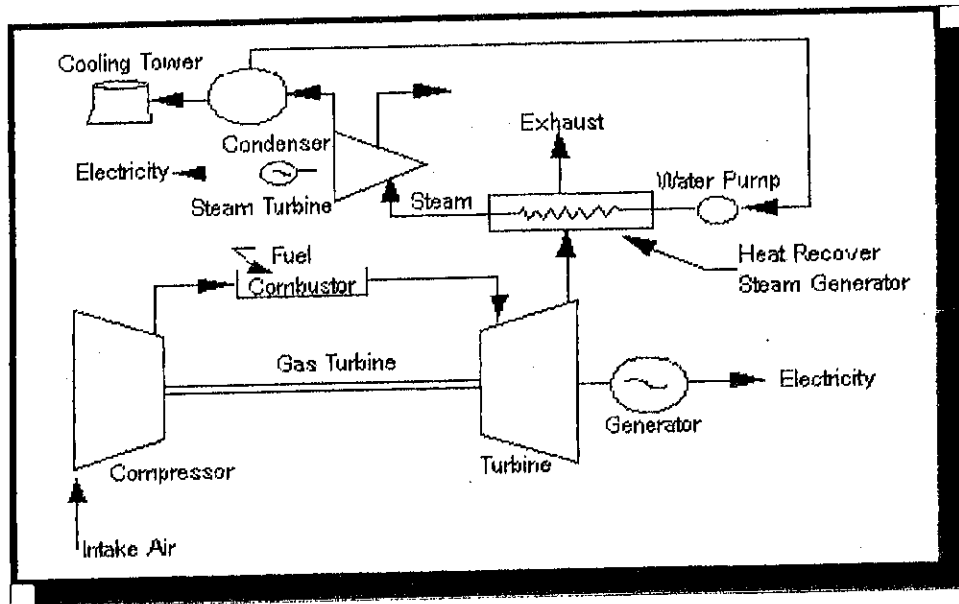 Cooling Tower
Condenser
Exhaust
Electricity
Steam Turbine
Steam
Water Pump
Fuel
Combustor
Heat Recover
Steam Generator
Gas Turbine
Electricity
Generator
Compressor
Turbine
Intake Air